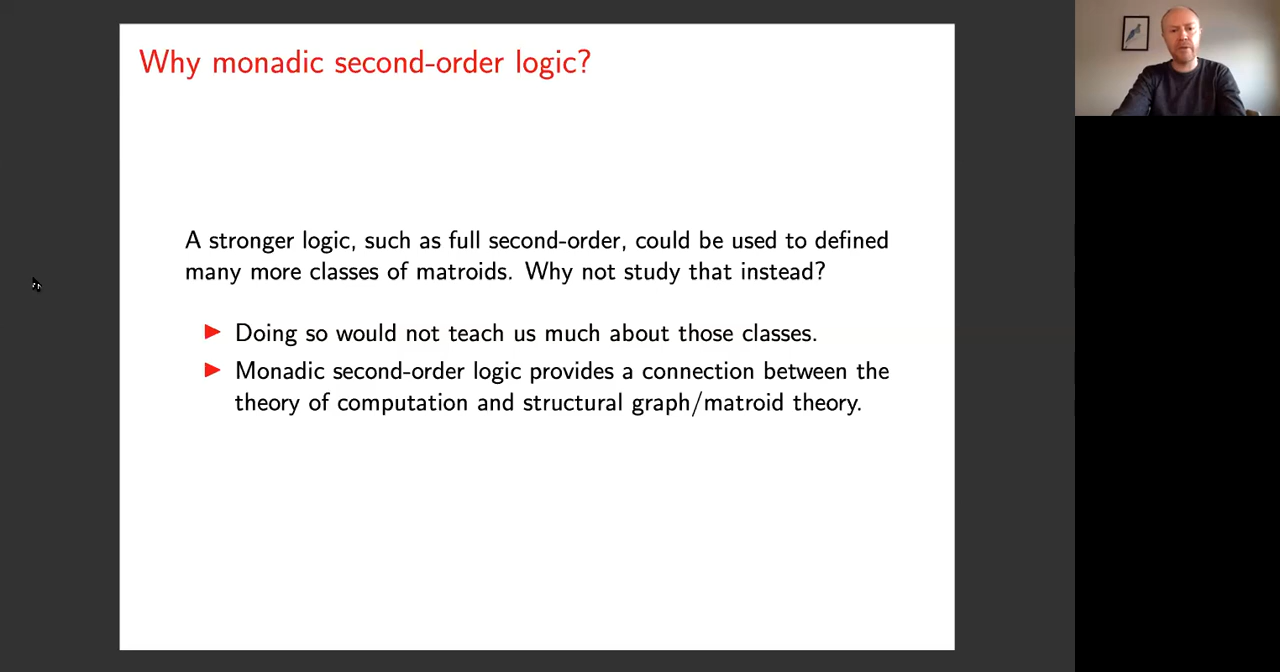 Why monadic second-order logic?
A stronger logic, such as full second-order, could be used to defined
many more classes of matroids. Why not study that instead?
Doing so would not teach us much about those classes.
Monadic second-order logic provides a connection between the
theory of computation and structural graph/matroid theory.